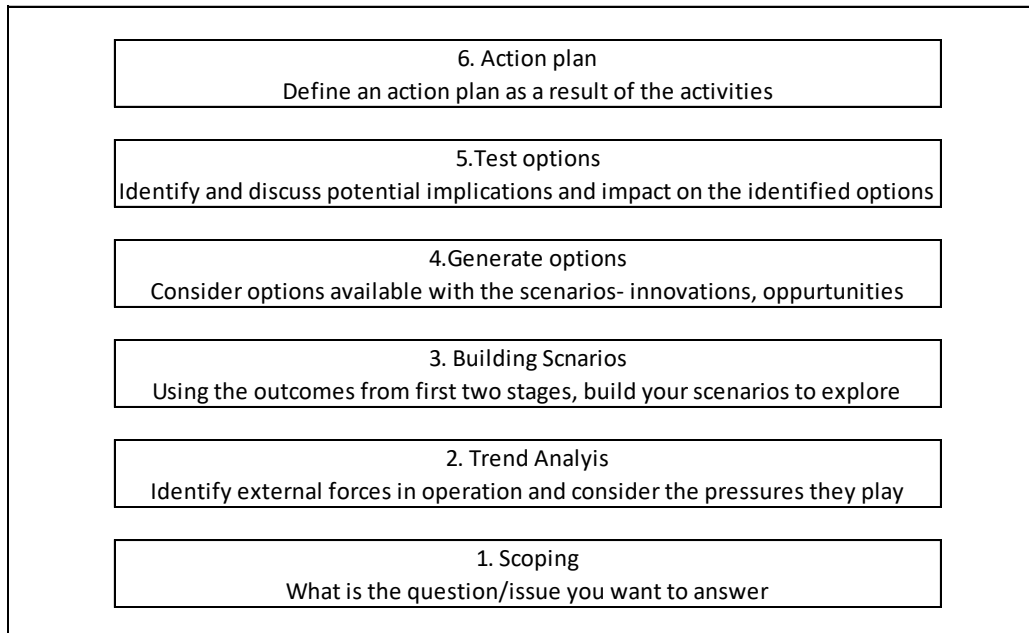 6. Action plan
Define an action plan as a result of the activities
5.Test options
Identify and discuss potential implications and impact on the identified options
4.Generate options
Consider options available with the scenarios- innovations, oppurtunities
3. Building Scnarios
Using the outcomes from first two stages, build your scenarios to explore
2. Trend Analyis
Identify external forces in operation and consider the pressures they play
1. Scoping
What is the question/issue you want to answer